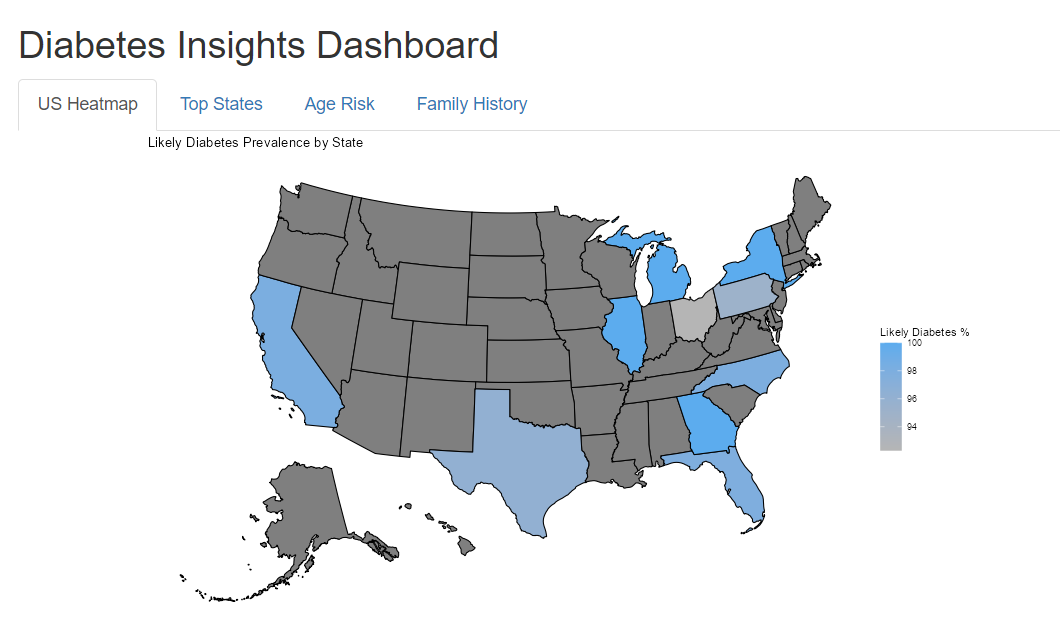 Diabetes Insights Dashboard
US Heatmap Top States Age Risk Family History
Likely Diabetes Prevalence by State
Likely Diabetes %
100
98
96
94